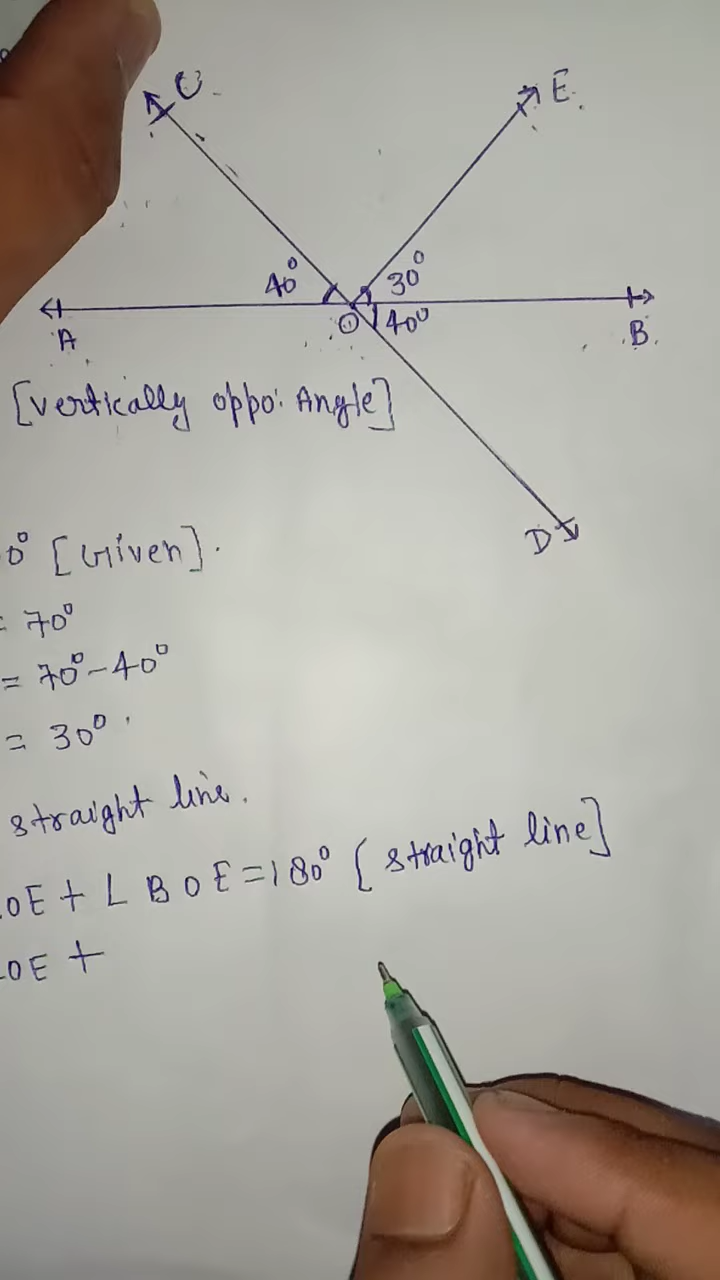 C
E
40° 30°
A O 40° B
[vertically oppo: Angle]
D
0° [Given].
= 70°
= 70° - 40°
= 30°
straight line.
OE + L B O E = 180° [straight line]
OE +